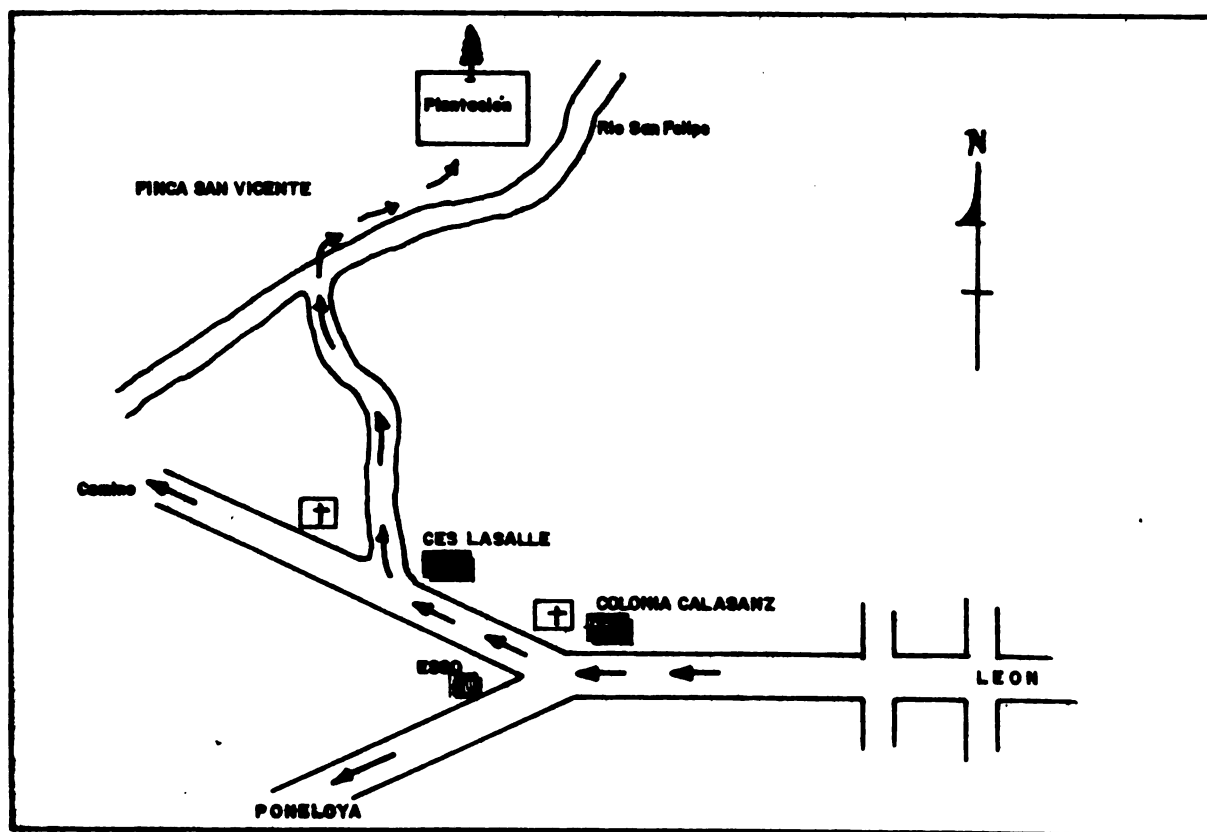 Plantación
Río San Felipe
N
FINCA SAN VICENTE
Camino
CES LASALLE
COLONIA CALASANZ
ESSO
LEON
PONELOYA